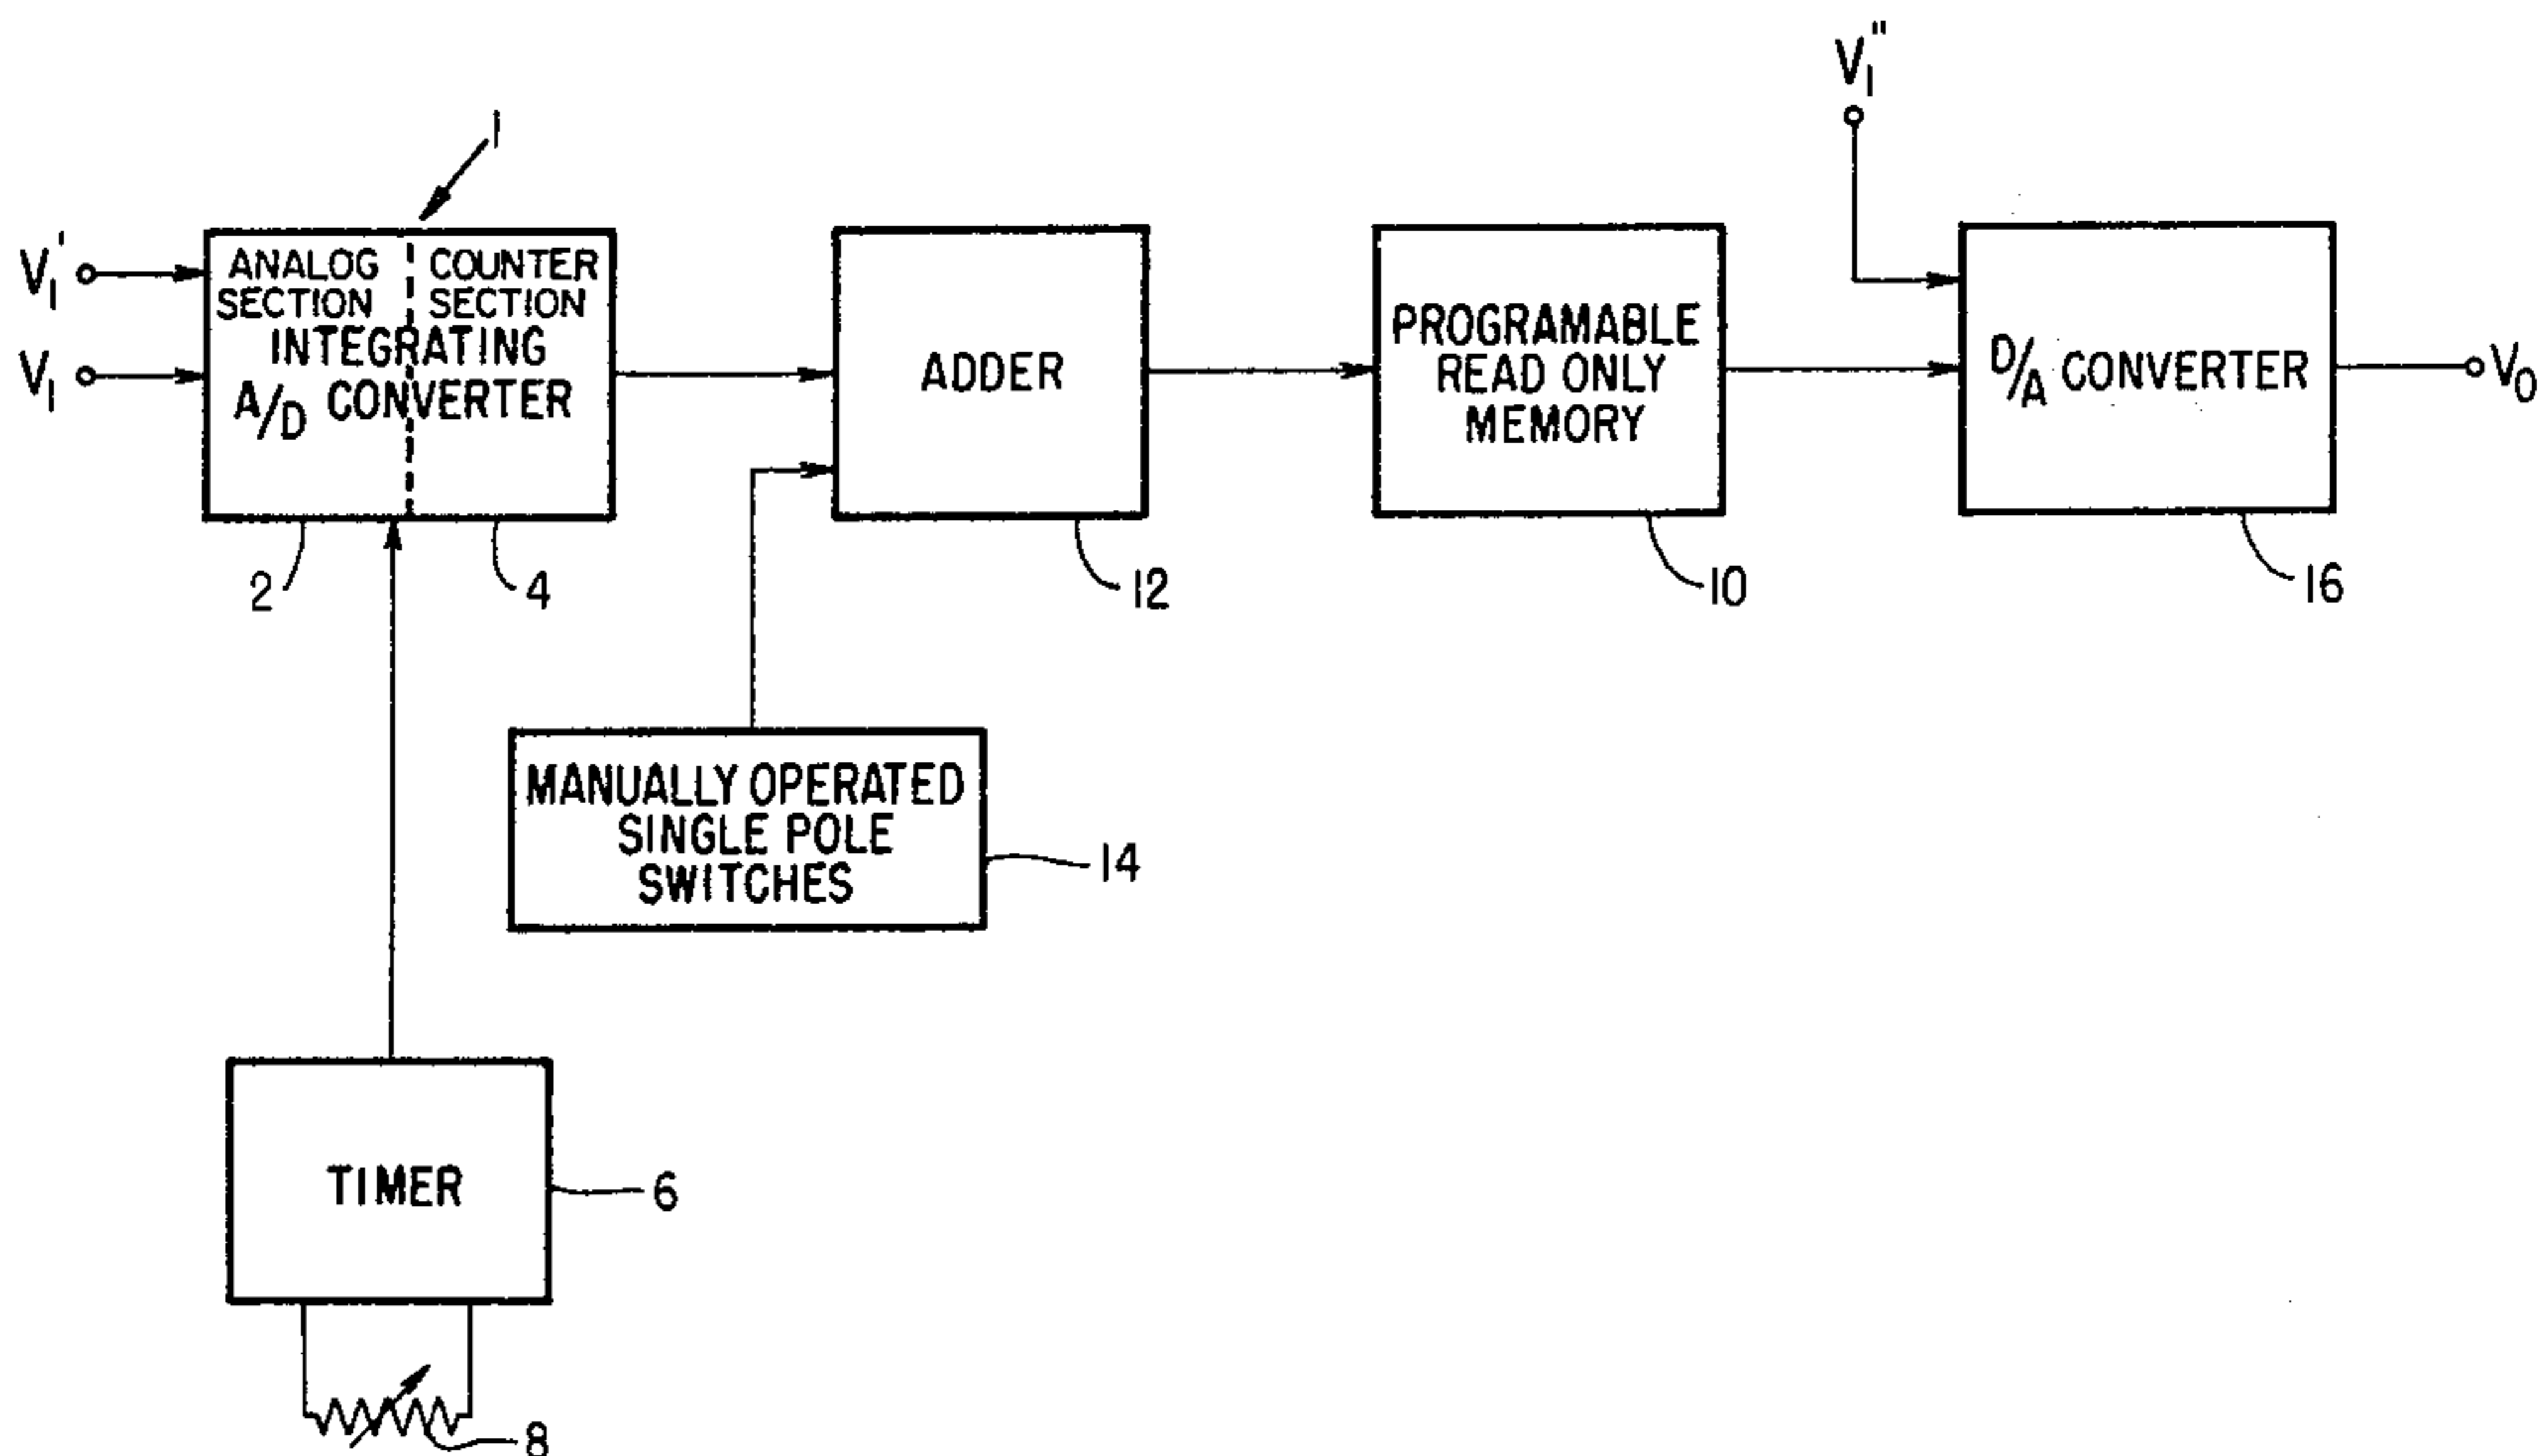 V1''
1
V1'
ANALOG SECTION
COUNTER SECTION
V1
INTEGRATING
A/D CONVERTER
ADDER
PROGRAMABLE
READ ONLY
MEMORY
D/A CONVERTER
V0
2
4
12
10
16
MANUALLY OPERATED
SINGLE POLE
SWITCHES
14
TIMER
6
8